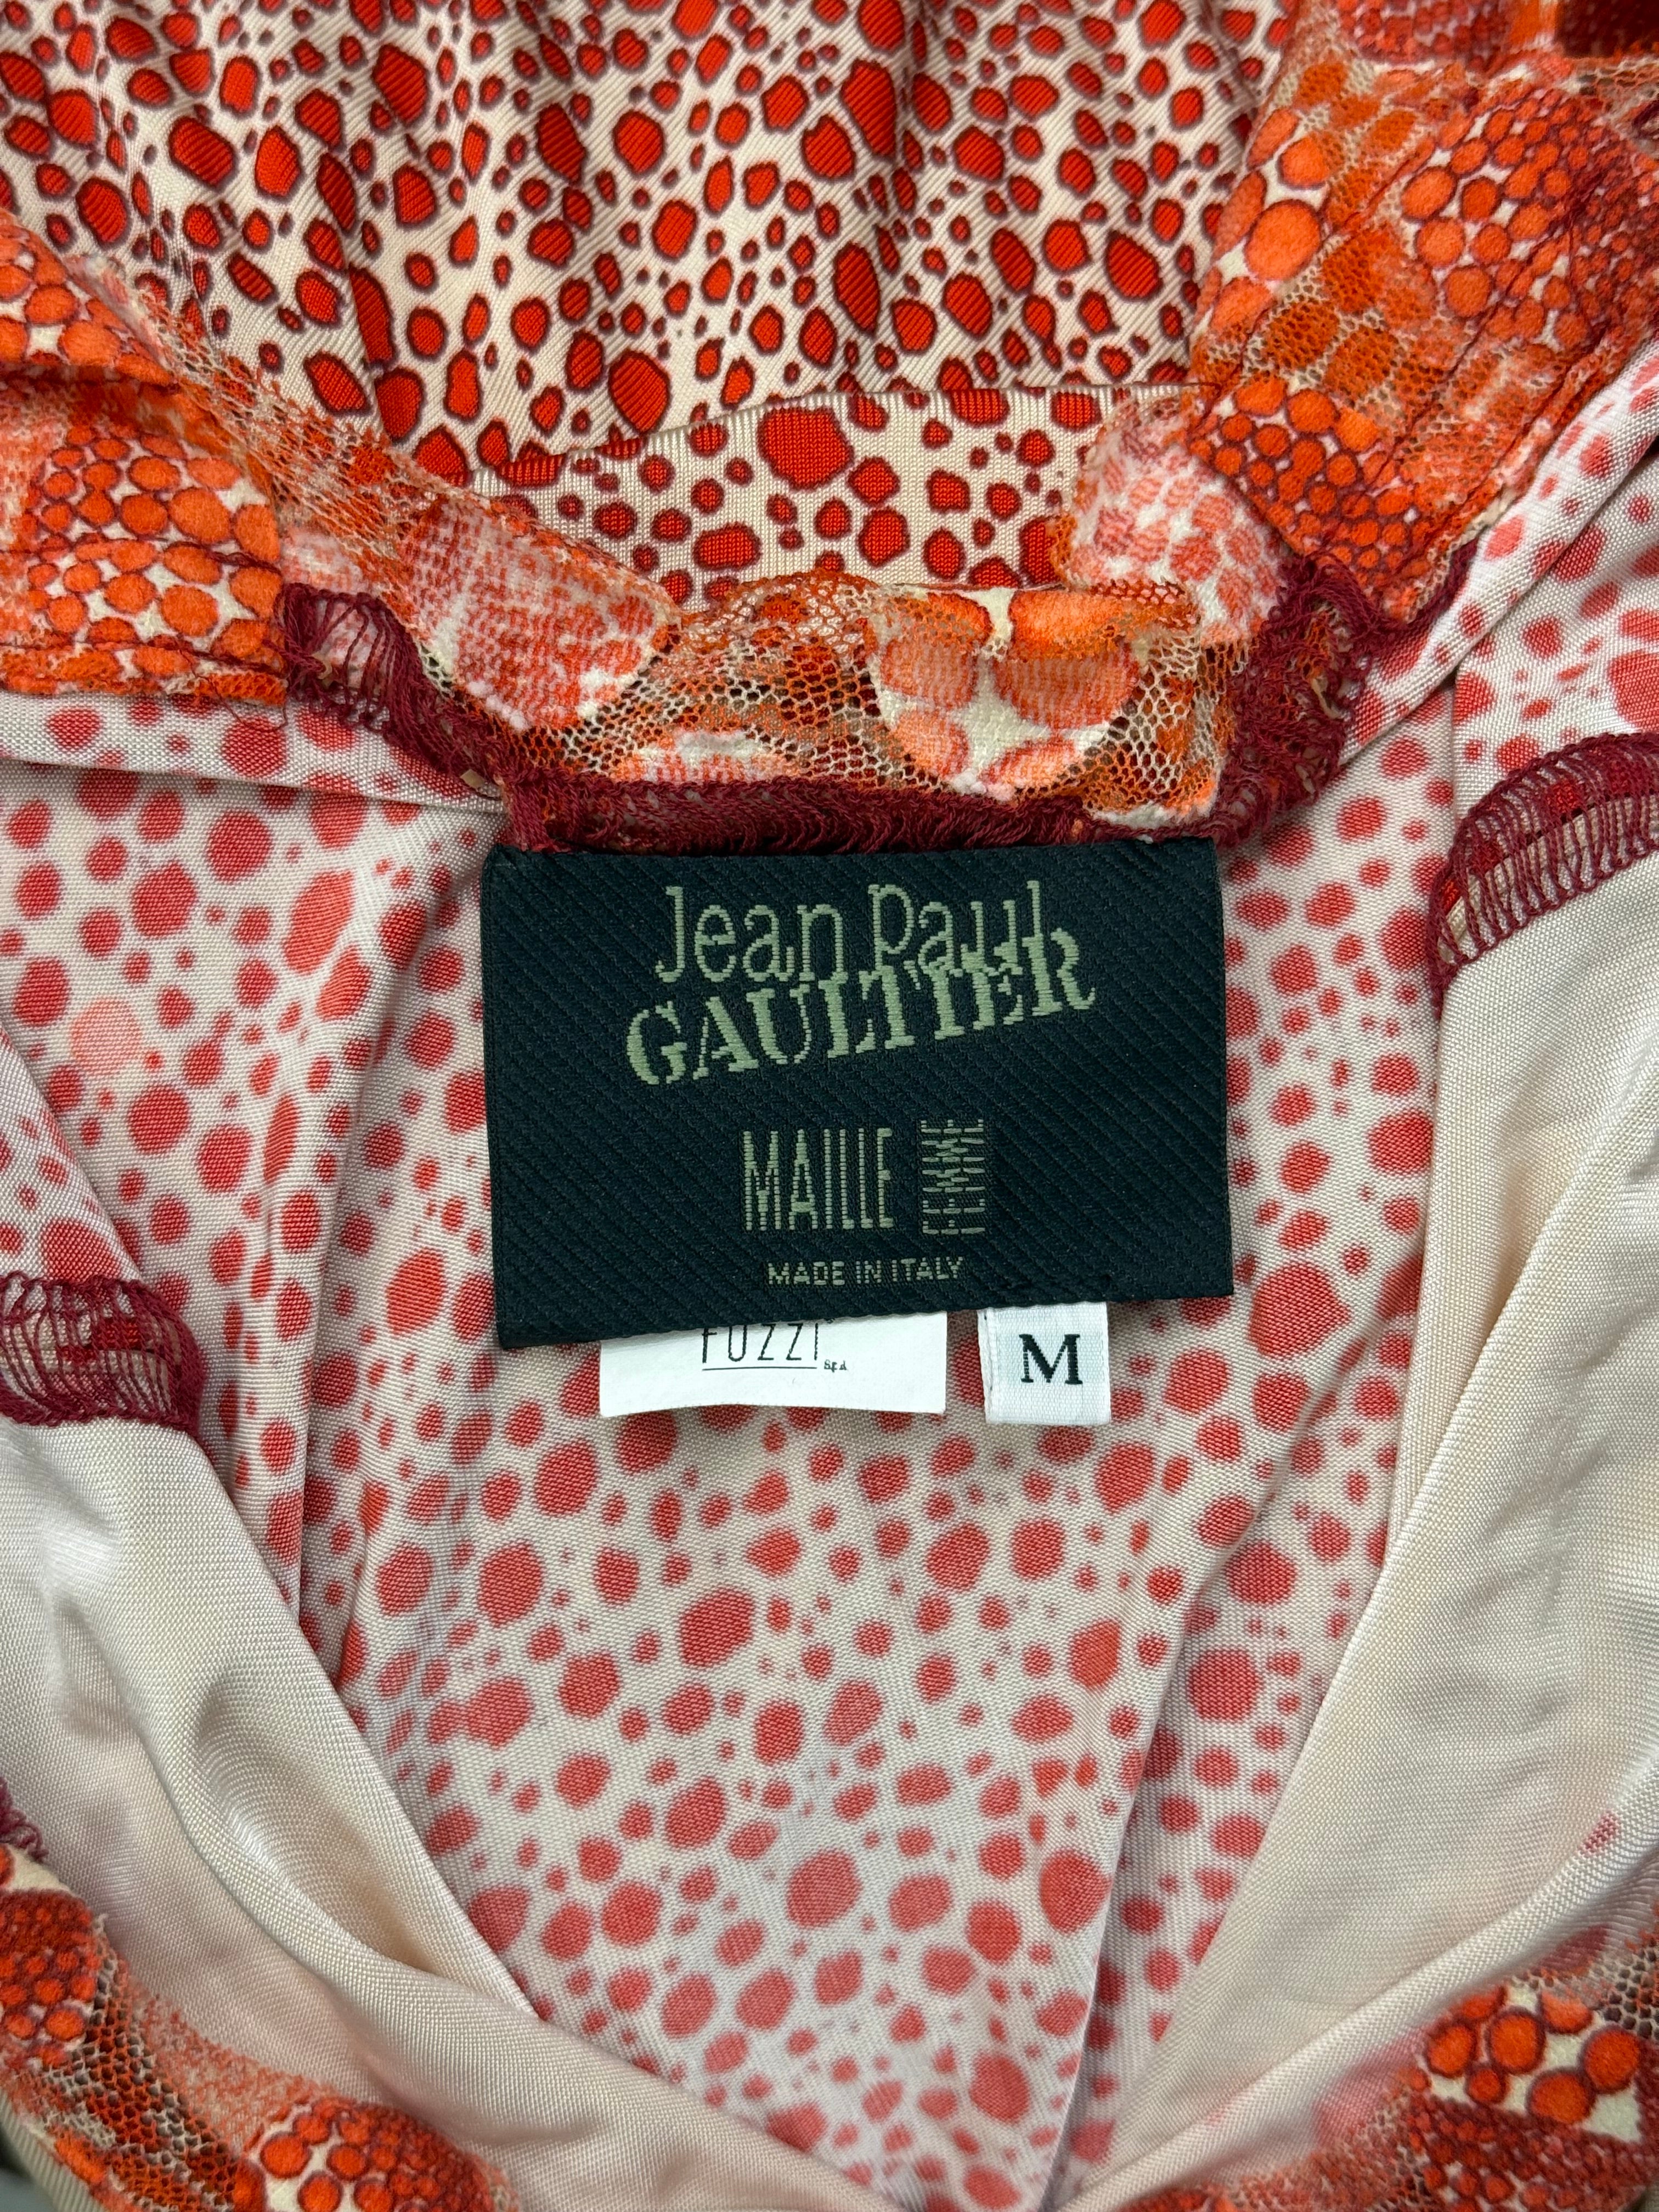 Jean Paul
GAULTIER
MAILLE FEMME
MADE IN ITALY
FUZZI S.p.A.
M